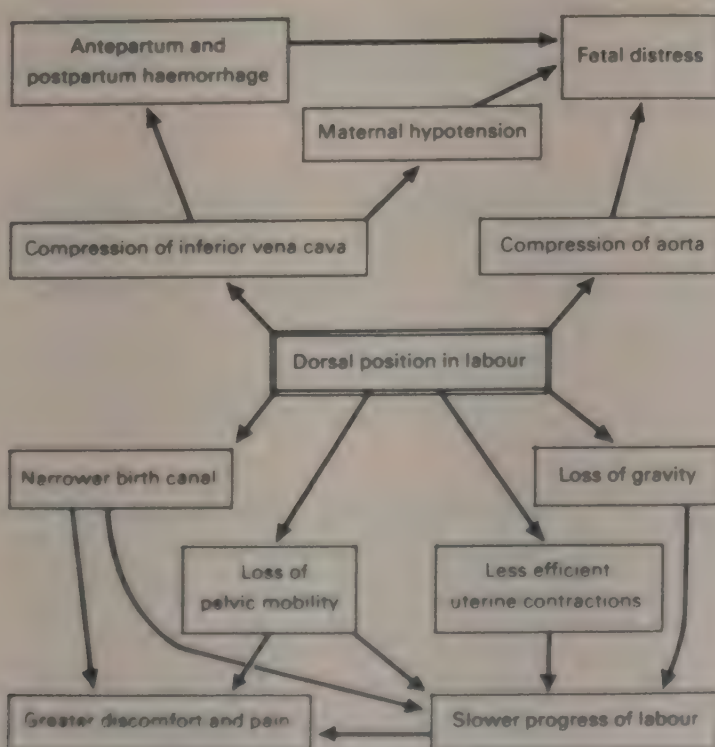 Antepartum and
postpartum haemorrhage
Fetal distress
Maternal hypotension
Compression of inferior vena cava
Compression of aorta
Dorsal position in labour
Narrower birth canal
Loss of gravity
Loss of
pelvic mobility
Less efficient
uterine contractions
Greater discomfort and pain
Slower progress of labour